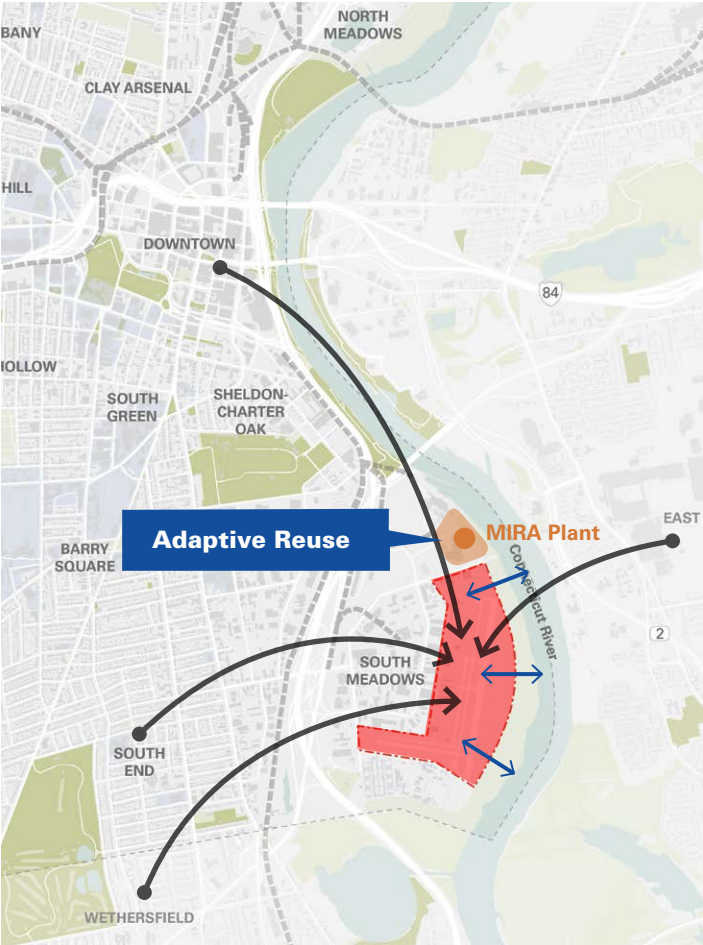 NORTH
MEADOWS
BANY
CLAY ARSENAL
HILL
DOWNTOWN
84
OLLOW
SOUTH
GREEN
SHELDON-
CHARTER
OAK
EAST
Adaptive Reuse
MIRA Plant
BARRY
SQUARE
Connecticut River
2
SOUTH
MEADOWS
SOUTH
END
WETHERSFIELD